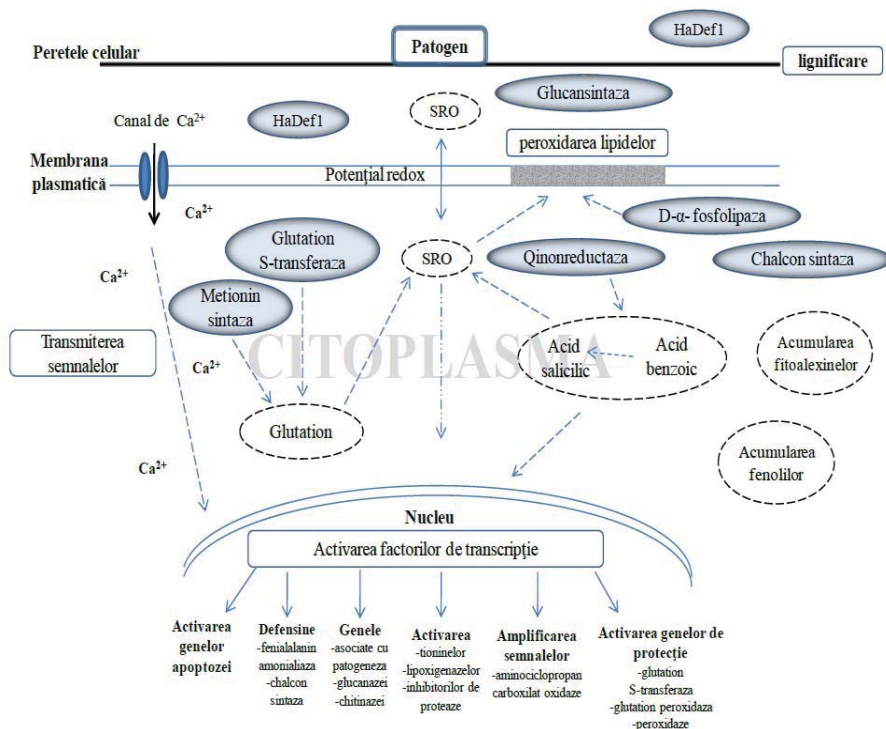 HaDef1
Patogen
Peretele celular
lignificare
Glucansintaza
SRO
Canal de Ca²⁺
HaDef1
peroxidarea lipidelor
Membrana
plasmatică
Potențial redox
Ca²⁺
D-α- fosfolipaza
Glutation
S-transferaza
SRO
Qinonreductaza
Chalcon sintaza
Ca²⁺
Metionin
sintaza
Transmiterea
semnalelor
CITOPLASMA
Ca²⁺
Acid
salicilic
Acid
benzoic
Acumularea
fitoalexinelor
Glutation
Acumularea
fenolilor
Ca²⁺
Nucleu
Activarea factorilor de transcripție
Activarea
genelor
apoptozei
Defensine
-fenialalanin
amonialiaza
-chalcon
sintaza
Genele
-asociate cu
patogeneza
-glucanazei
-chitinazei
Activarea
-tioninelor
-lipoxigenazelor
-inhibitorilor de
proteaze
Amplificarea
semnalelor
-aminociclopropan
carboxilat oxidaze
Activarea genelor de
protecție
-glutation
S-transferaza
-glutation peroxidaza
-peroxidaze